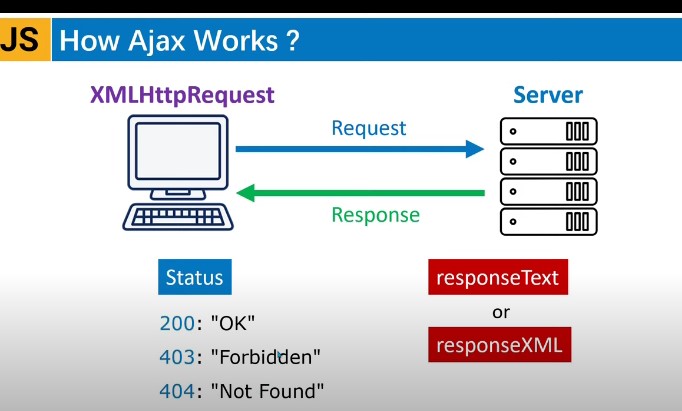 JS How Ajax Works ?
XMLHttpRequest
Server
Request
Response
Status
200: "OK"
403: "Forbidden"
404: "Not Found"
responseText
or
responseXML